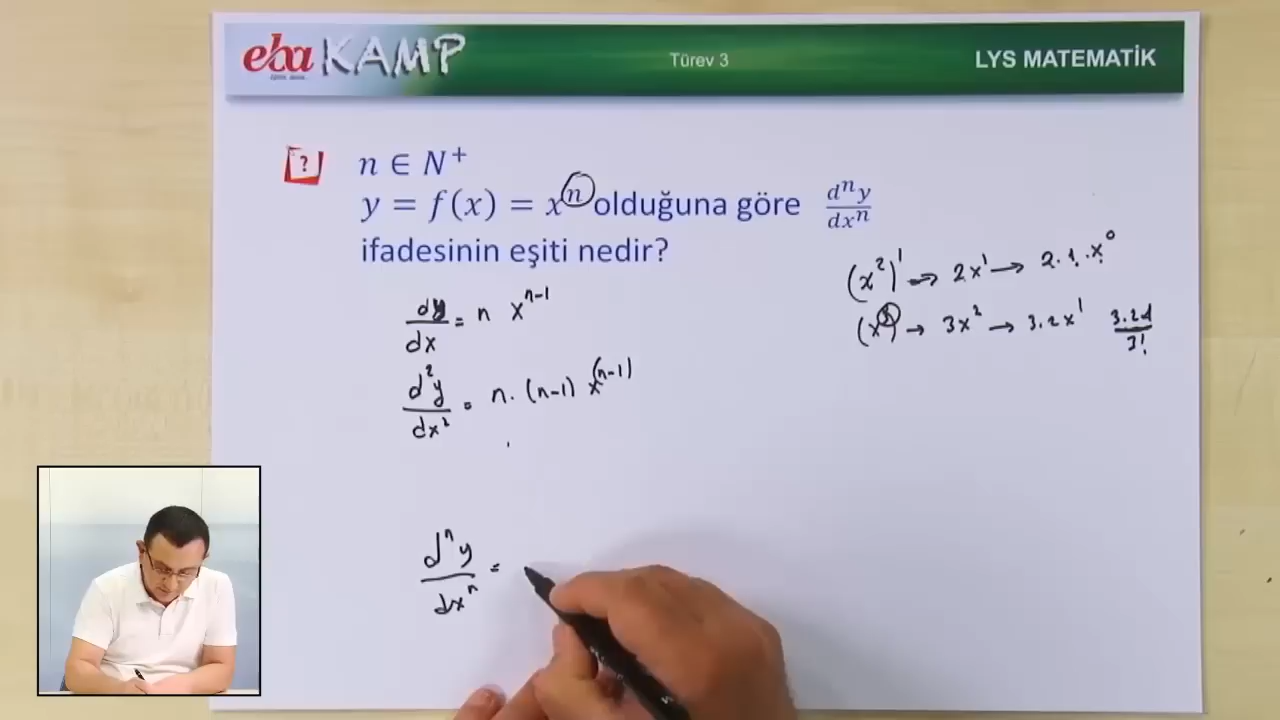 eba KAMP
Türev 3
LYS MATEMATİK
?
n ∈ N⁺
y = f(x) = xⁿ olduğuna göre dⁿy/dxⁿ
ifadesinin eşiti nedir?
dy/dx = n x^(n-1)
d²y/dx² = n. (n-1) x^(n-1)
dⁿy/dxⁿ =
(x²)' → 2x¹ → 2.1.x⁰
(x³) → 3x² → 3.2x¹ 3.2.1
3!